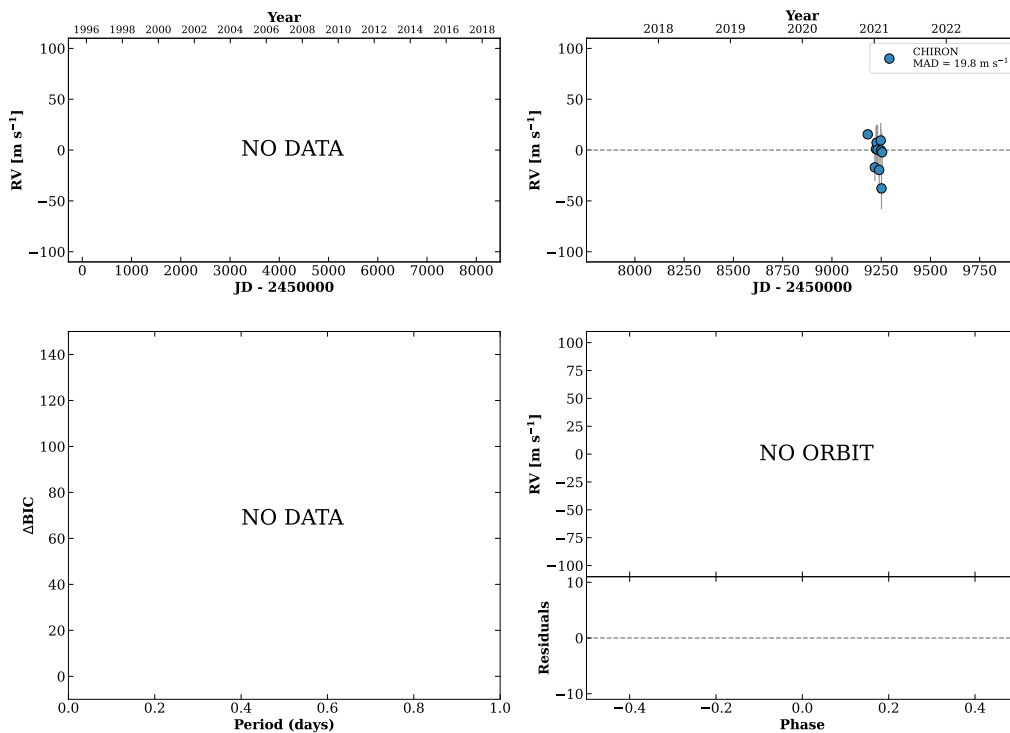 Year
1996 1998 2000 2002 2004 2006 2008 2010 2012 2014 2016 2018
100
50
0
−50
−100
RV [m s⁻¹]
NO DATA
0 1000 2000 3000 4000 5000 6000 7000 8000
JD - 2450000
Year
2018 2019 2020 2021 2022
CHIRON
MAD = 19.8 m s⁻¹
100
50
0
−50
−100
RV [m s⁻¹]
8000 8250 8500 8750 9000 9250 9500 9750
JD - 2450000
140
120
100
80
60
40
20
0
ΔBIC
NO DATA
0.0 0.2 0.4 0.6 0.8 1.0
Period (days)
100
75
50
25
0
−25
−50
−75
−100
RV [m s⁻¹]
NO ORBIT
10
0
−10
Residuals
−0.4 −0.2 0.0 0.2 0.4
Phase